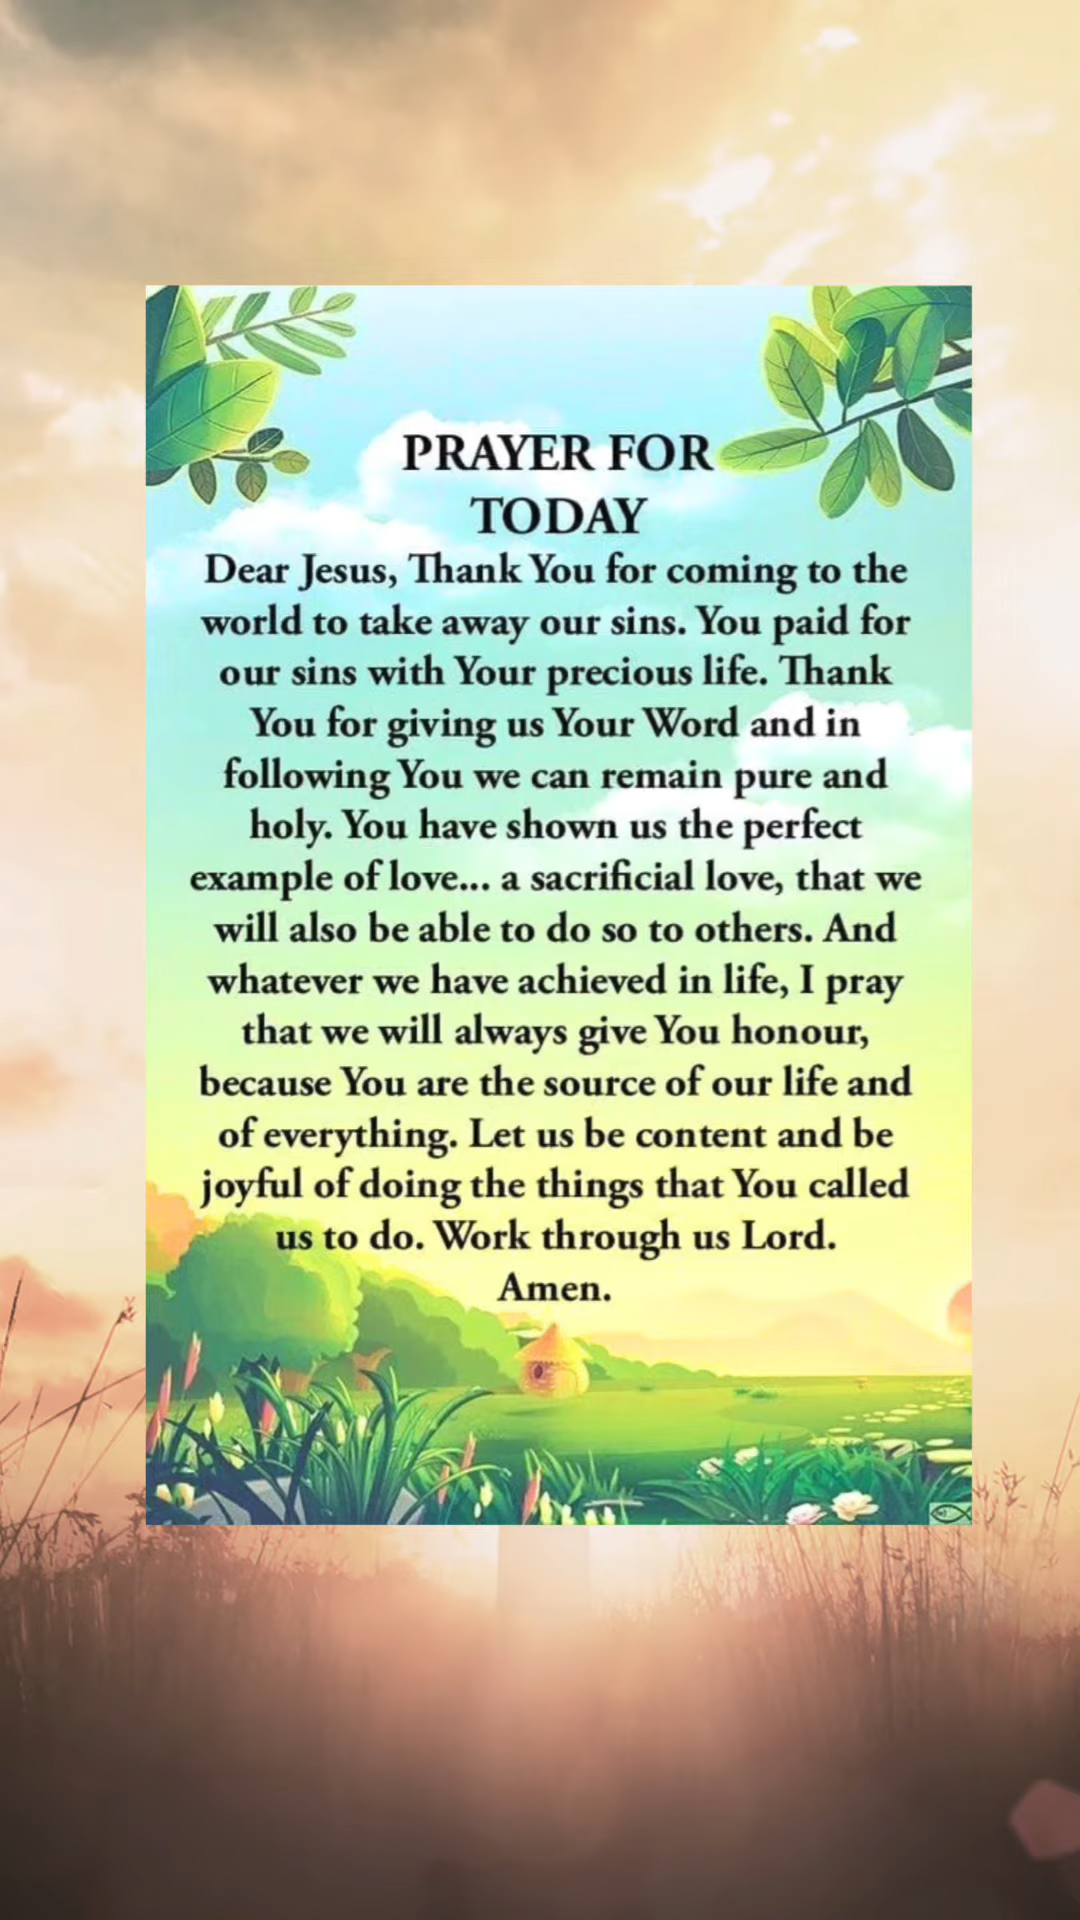 PRAYER FOR
TODAY
Dear Jesus, Thank You for coming to the
world to take away our sins. You paid for
our sins with Your precious life. Thank
You for giving us Your Word and in
following You we can remain pure and
holy. You have shown us the perfect
example of love... a sacrificial love, that we
will also be able to do so to others. And
whatever we have achieved in life, I pray
that we will always give You honour,
because You are the source of our life and
of everything. Let us be content and be
joyful of doing the things that You called
us to do. Work through us Lord.
Amen.